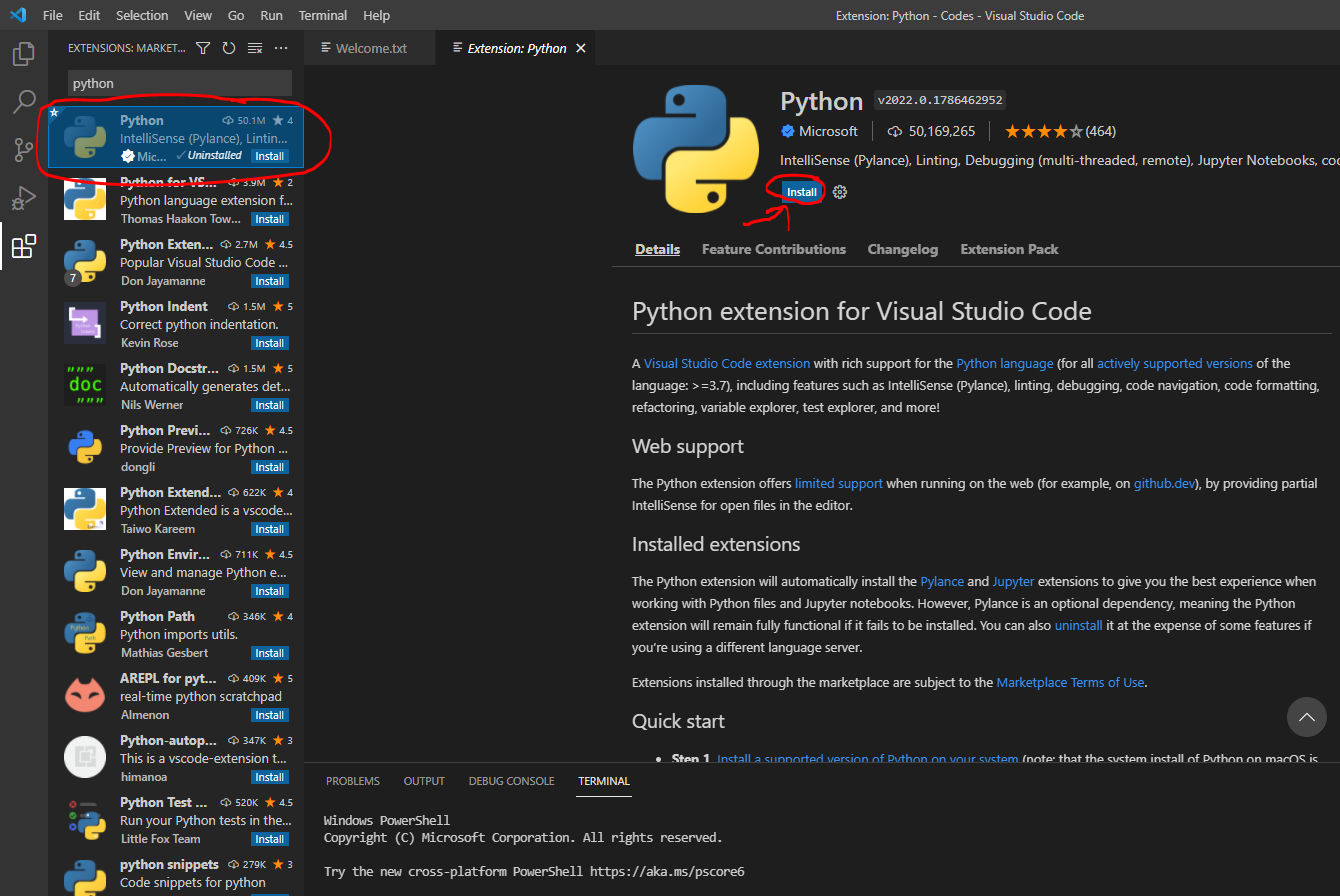 File Edit Selection View Go Run Terminal Help
Extension: Python - Codes - Visual Studio Code
EXTENSIONS: MARKET...
python
Python 50.1M 4
IntelliSense (Pylance), Lintin...
Mic... Uninstalled Install
Python for VS... 3.9M 2
Python language extension f...
Thomas Haakon Tow... Install
Python Exten... 2.7M 4.5
Popular Visual Studio Code ...
7
Don Jayamanne Install
Python Indent 1.5M 5
Correct python indentation.
Kevin Rose Install
Python Docstr... 1.5M 5
""" doc """
Automatically generates det...
Nils Werner Install
Python Previ... 726K 4.5
Provide Preview for Python ...
dongli Install
Python Extend... 622K 4
Python Extended is a vscode...
Taiwo Kareem Install
Python Envir... 711K 4.5
View and manage Python e...
Don Jayamanne Install
Python Path 346K 4
Python imports utils.
Mathias Gesbert Install
AREPL for pyt... 409K 5
real-time python scratchpad
Almenon Install
Python-autop... 347K 3
This is a vscode-extension t...
himanoa Install
Python Test ... 520K 4.5
Run your Python tests in the...
Little Fox Team Install
python snippets 279K 3
Code snippets for python
Welcome.txt
Extension: Python
Python v2022.0.1786462952
Microsoft 50,169,265 (464)
IntelliSense (Pylance), Linting, Debugging (multi-threaded, remote), Jupyter Notebooks, co
Install
Details Feature Contributions Changelog Extension Pack
Python extension for Visual Studio Code
A Visual Studio Code extension with rich support for the Python language (for all actively supported versions of the
language: >=3.7), including features such as IntelliSense (Pylance), linting, debugging, code navigation, code formatting,
refactoring, variable explorer, test explorer, and more!
Web support
The Python extension offers limited support when running on the web (for example, on github.dev), by providing partial
IntelliSense for open files in the editor.
Installed extensions
The Python extension will automatically install the Pylance and Jupyter extensions to give you the best experience when
working with Python files and Jupyter notebooks. However, Pylance is an optional dependency, meaning the Python
extension will remain fully functional if it fails to be installed. You can also uninstall it at the expense of some features if
you're using a different language server.
Extensions installed through the marketplace are subject to the Marketplace Terms of Use.
Quick start
• Step 1. Install a supported version of Python on your system (note: that the system install of Python on macOS is
PROBLEMS OUTPUT DEBUG CONSOLE TERMINAL
Windows PowerShell
Copyright (C) Microsoft Corporation. All rights reserved.
Try the new cross-platform PowerShell https://aka.ms/pscore6